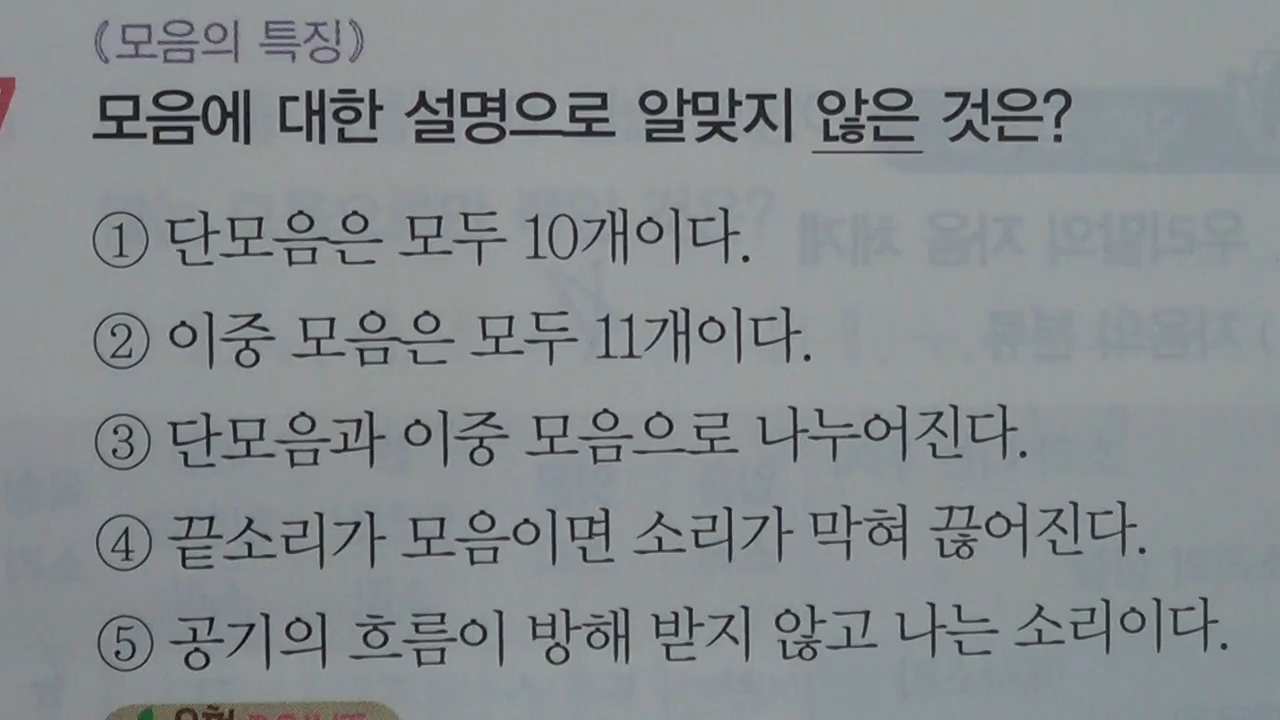 《모음의 특징》
모음에 대한 설명으로 알맞지 않은 것은?
① 단모음은 모두 10개이다.
② 이중 모음은 모두 11개이다.
③ 단모음과 이중 모음으로 나누어진다.
④ 끝소리가 모음이면 소리가 막혀 끊어진다.
⑤ 공기의 흐름이 방해 받지 않고 나는 소리이다.